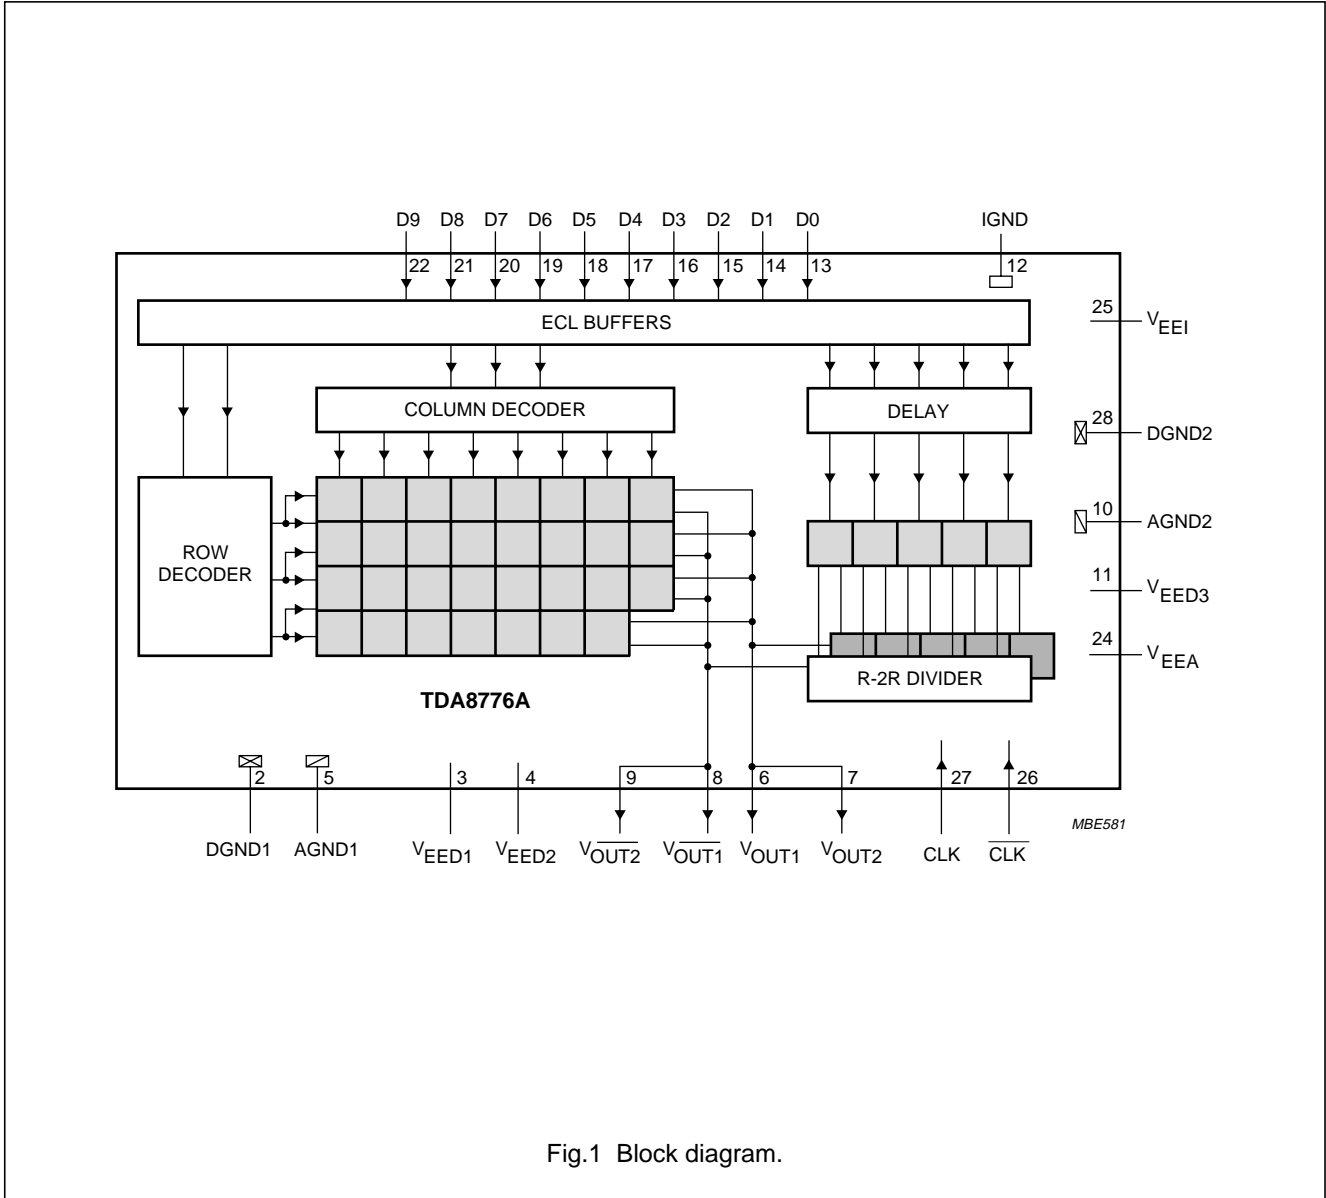 D9 D8 D7 D6 D5 D4 D3 D2 D1 D0 IGND
22 21 20 19 18 17 16 15 14 13 12
25 VEEI
ECL BUFFERS
COLUMN DECODER
DELAY
28 DGND2
10 AGND2
ROW
DECODER
11 VEED3
24 VEEA
R-2R DIVIDER
TDA8776A
2 5 3 4 9 8 6 7 27 26
MBE581
DGND1 AGND1 VEED1 VEED2 V̅O̅U̅T̅2̅ V̅O̅U̅T̅1̅ VOUT1 VOUT2 CLK C̅L̅K̅
Fig.1 Block diagram.